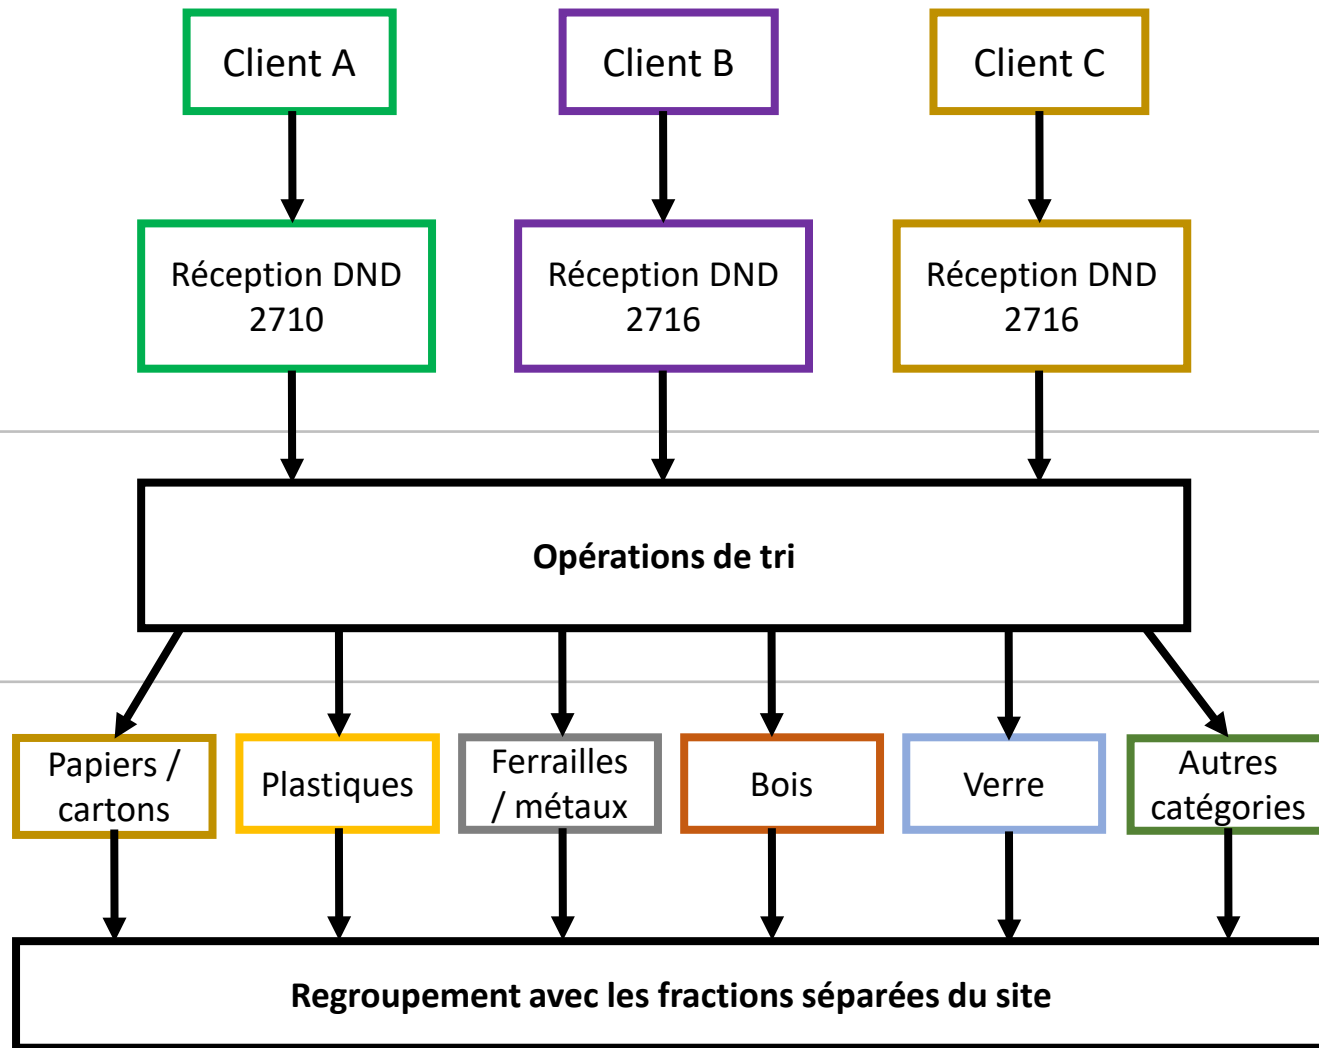 Client A
Client B
Client C
Réception DND
2710
Réception DND
2716
Réception DND
2716
Opérations de tri
Papiers /
cartons
Plastiques
Ferrailles
/ métaux
Bois
Verre
Autres
catégories
Regroupement avec les fractions séparées du site